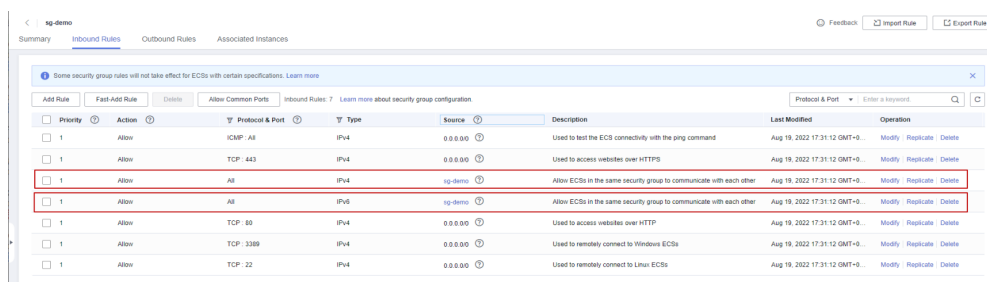 < sg-demo Feedback Import Rule Export Rule
Summary Inbound Rules Outbound Rules Associated Instances
Some security group rules will not take effect for ECSs with certain specifications. Learn more
Add Rule Fast-Add Rule Delete Allow Common Ports Inbound Rules: 7 Learn more about security group configuration. Protocol & Port Enter a keyword.
Priority Action Protocol & Port Type Source Description Last Modified Operation
1 Allow ICMP : All IPv4 0.0.0.0/0 Used to test the ECS connectivity with the ping command Aug 19, 2022 17:31:12 GMT+0... Modify Replicate Delete
1 Allow TCP : 443 IPv4 0.0.0.0/0 Used to access websites over HTTPS Aug 19, 2022 17:31:12 GMT+0... Modify Replicate Delete
1 Allow All IPv4 sg-demo Allow ECSs in the same security group to communicate with each other Aug 19, 2022 17:31:12 GMT+0... Modify Replicate Delete
1 Allow All IPv6 sg-demo Allow ECSs in the same security group to communicate with each other Aug 19, 2022 17:31:12 GMT+0... Modify Replicate Delete
1 Allow TCP : 80 IPv4 0.0.0.0/0 Used to access websites over HTTP Aug 19, 2022 17:31:12 GMT+0... Modify Replicate Delete
1 Allow TCP : 3389 IPv4 0.0.0.0/0 Used to remotely connect to Windows ECSs Aug 19, 2022 17:31:12 GMT+0... Modify Replicate Delete
1 Allow TCP : 22 IPv4 0.0.0.0/0 Used to remotely connect to Linux ECSs Aug 19, 2022 17:31:12 GMT+0... Modify Replicate Delete